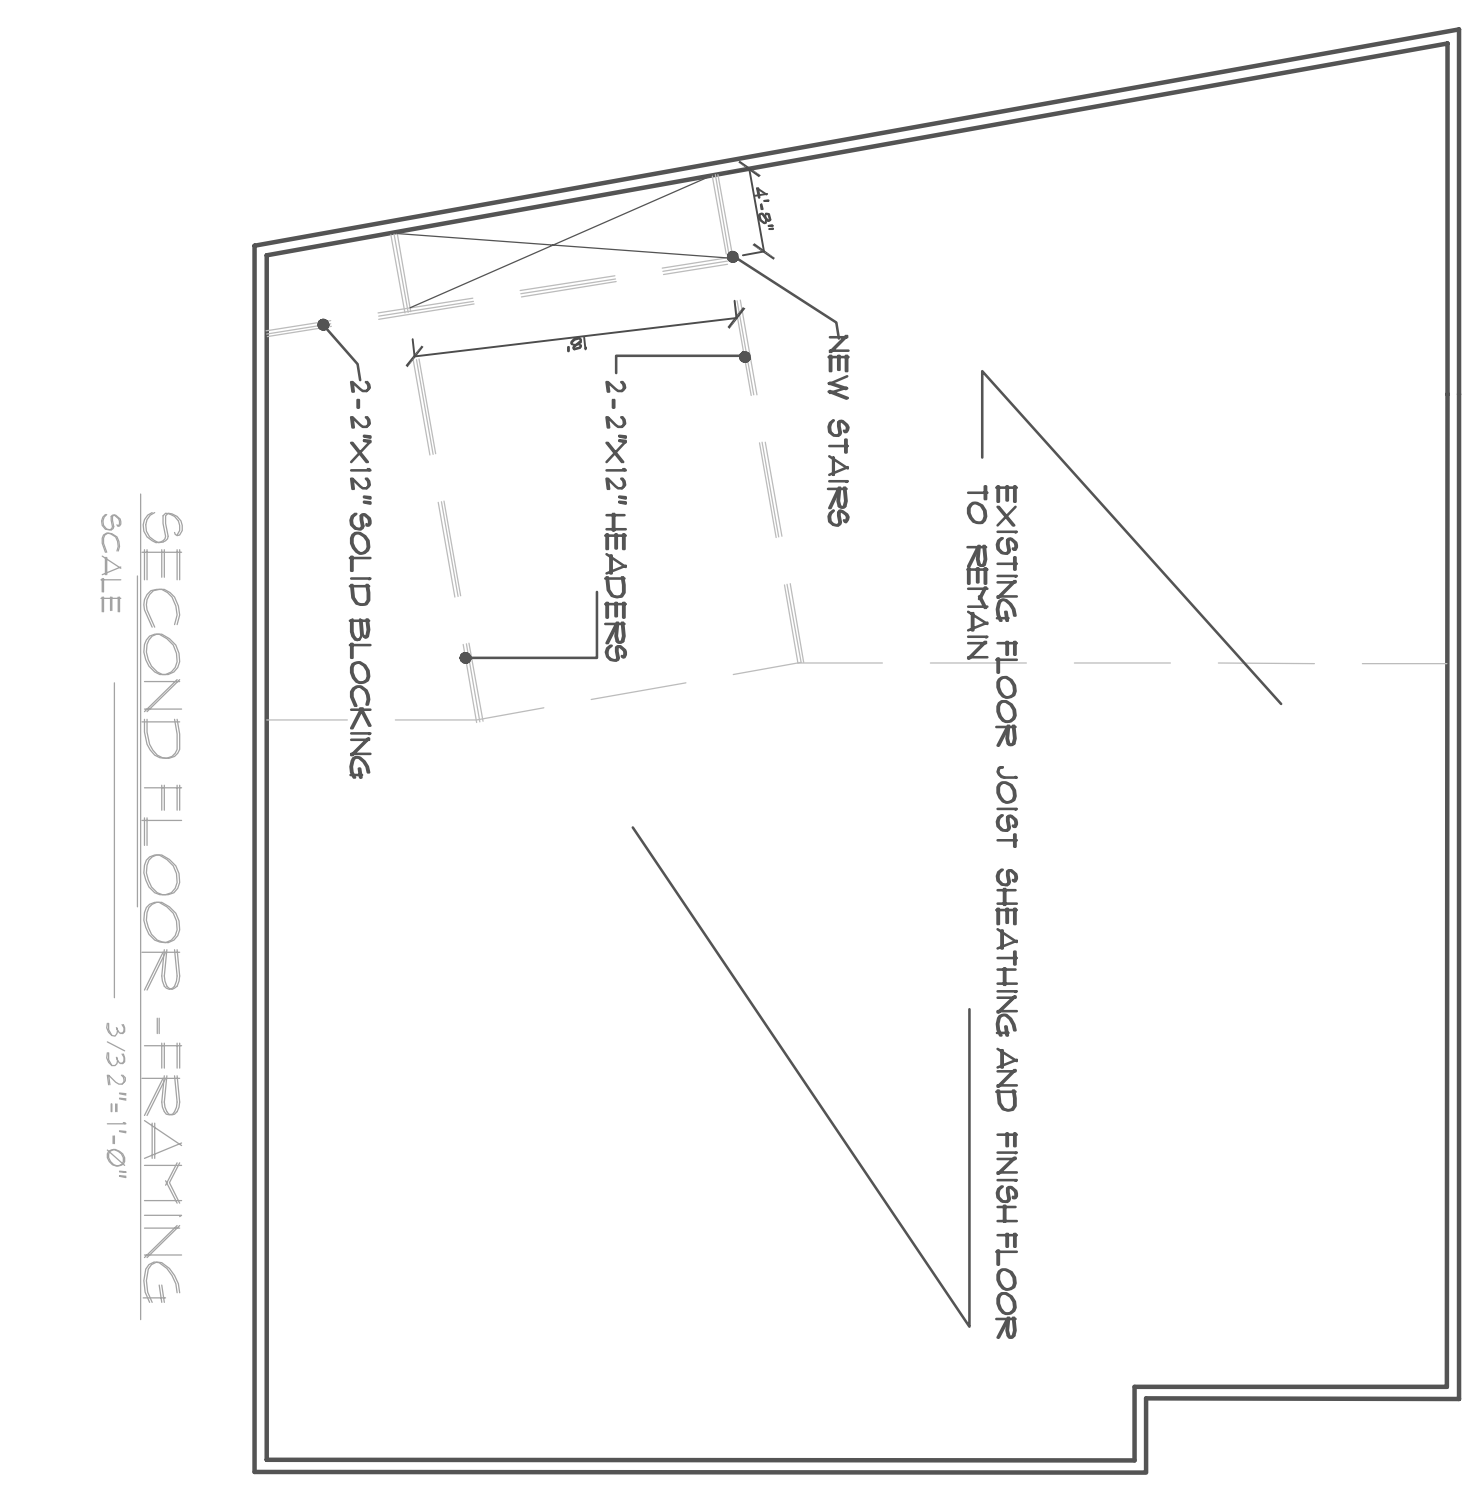 4'-8"
NEW STAIRS
EXISTING FLOOR JOIST SHEATHING AND FINISH FLOOR
TO REMAIN
2-2"X12" HEADERS
2-2"X12" SOLID BLOCKING
SECOND FLOOR - FRAMING
SCALE 3/32"=1'-0"